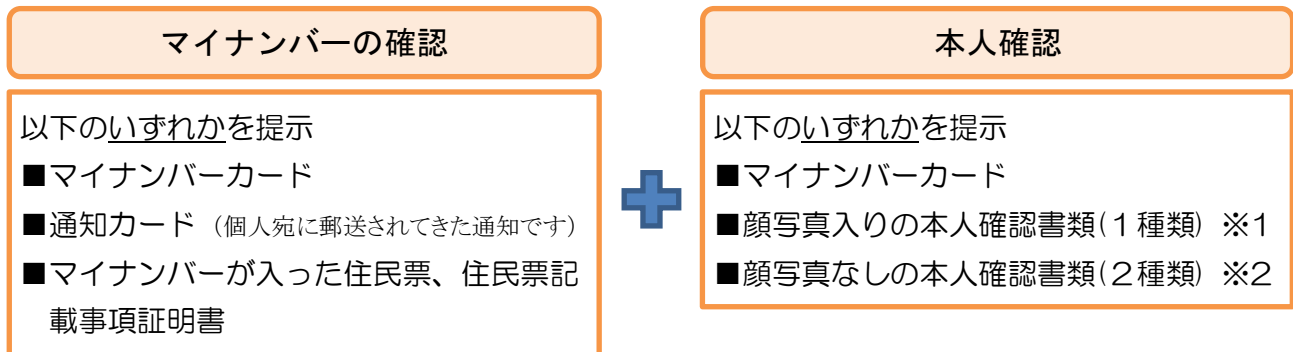 マイナンバーの確認
以下のいずれかを提示
■マイナンバーカード
■通知カード（個人宛に郵送されてきた通知です）
■マイナンバーが入った住民票、住民票記
載事項証明書
本人確認
以下のいずれかを提示
■マイナンバーカード
■顔写真入りの本人確認書類(１種類) ※1
■顔写真なしの本人確認書類(２種類) ※2